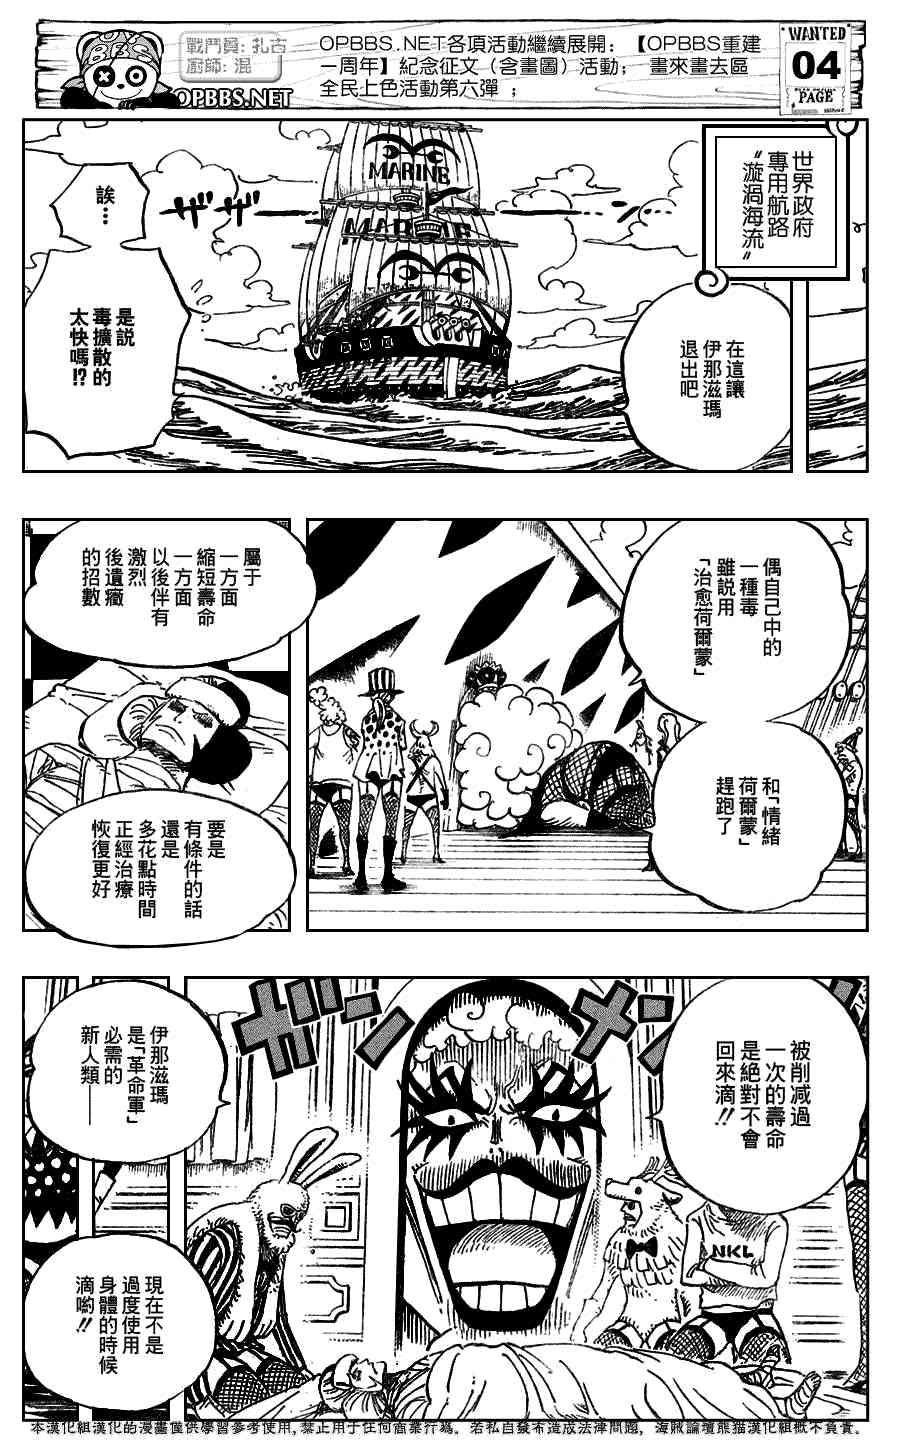 戰鬥員: 扎古
廚師: 混
OPBBS.NET
OPBBS.NET各項活動繼續展開：【OPBBS重建
一周年】紀念征文（含畫圖）活動； 畫來畫去區
全民上色活動第六彈 ；
WANTED
04
PAGE
世界政府
專用航路
“漩渦海流”
在這讓
伊那滋瑪
退出吧
MARINE
MARINE
ザザ
誒…
是説
毒擴散的
太快嗎!?
偶自己中的
一種毒
雖説用
「治愈荷爾蒙」
和「情緒
荷爾蒙」
趕跑了
屬于
一方面
縮短壽命
一方面
以後伴有
激烈
後遺癥
的招數
要是
有條件的話
還是
多花點時間
正經治療
恢復更好
被削减過
一次的壽命
是絕對不會
回來滴!!
ガーン
NKL
伊那滋瑪
是「革命軍」
必需的
新人類——
現在不是
過度使用
身體的時候
滴喲!!
本漢化組漢化的漫畫僅供學習參考使用, 禁止用于任何商業行為。 若私自發布造成法律問題, 海賊論壇熊猫漢化組概不負責。